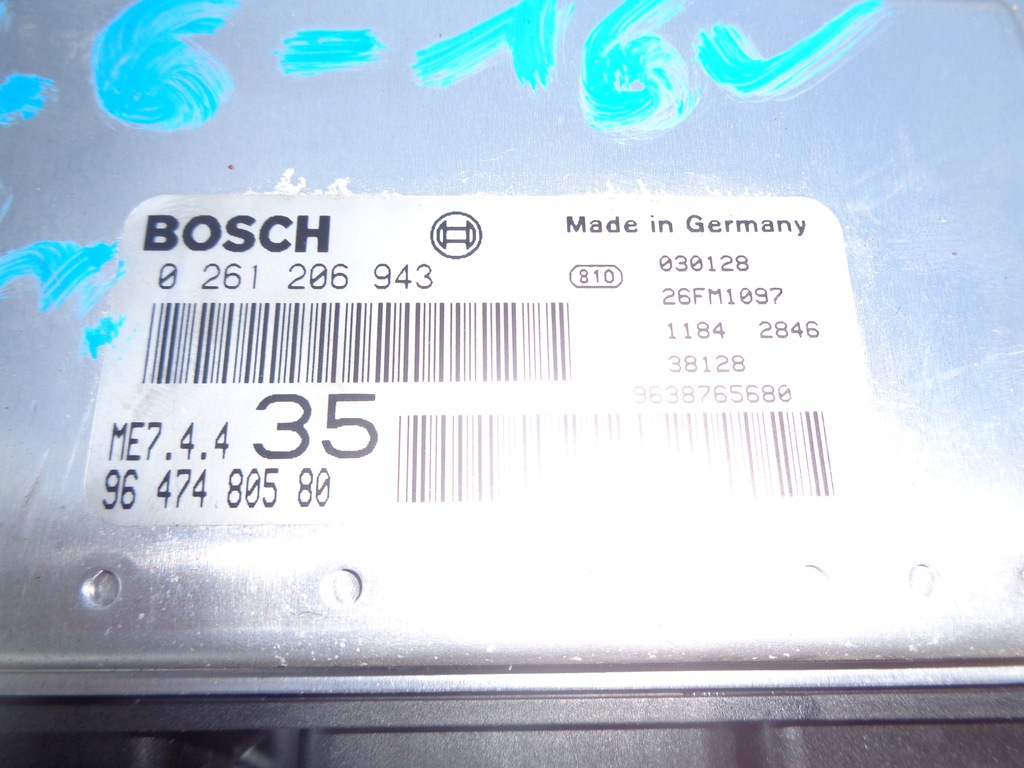 .6-16v
BOSCH
Made in Germany
0 261 206 943
810
030128
26FM1097
1184 2846
38128
9638765680
ME7.4.4 35
96 474 805 80